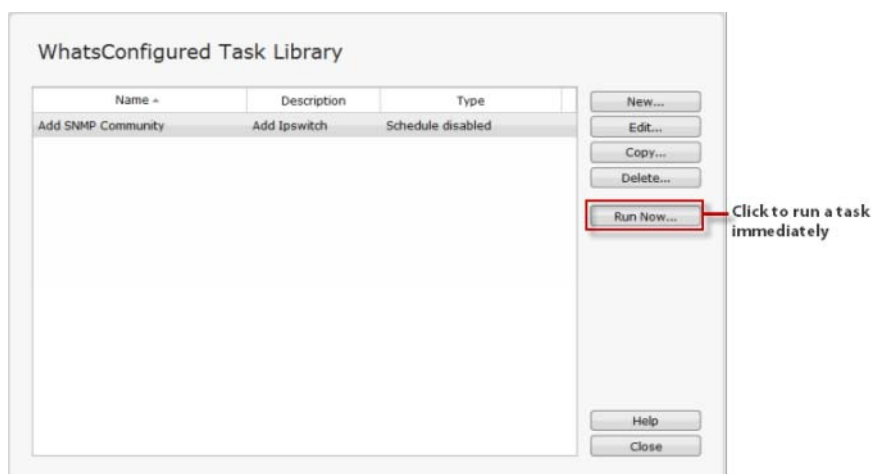 WhatsConfigured Task Library
Name Description Type
Add SNMP Community Add Ipswitch Schedule disabled
New...
Edit...
Copy...
Delete...
Run Now...
Click to run a task
immediately
Help
Close